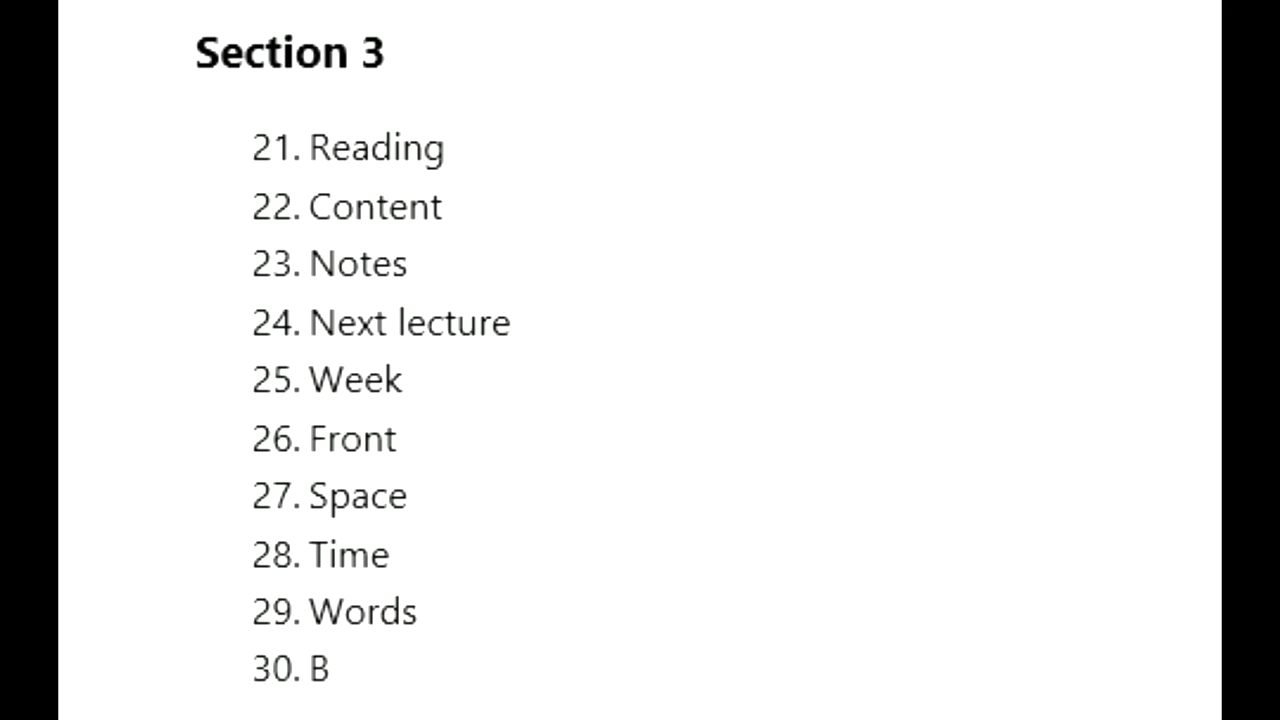 Section 3
21. Reading
22. Content
23. Notes
24. Next lecture
25. Week
26. Front
27. Space
28. Time
29. Words
30. B